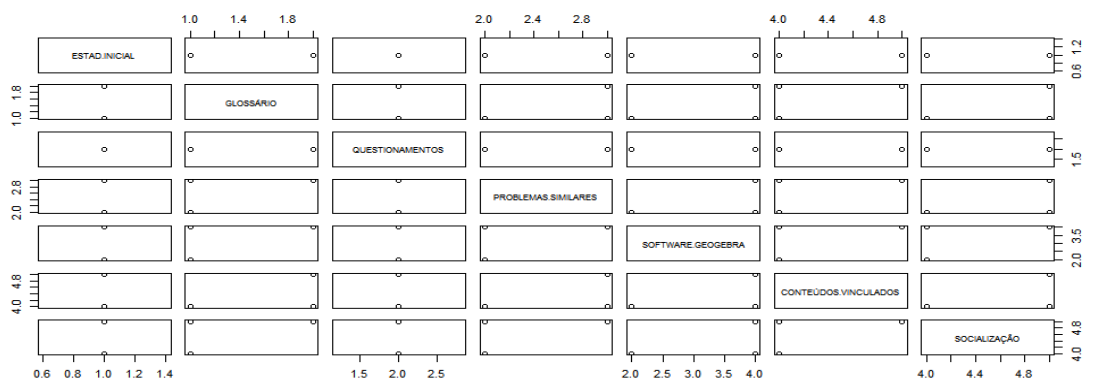 1.0 1.4 1.8 2.0 2.4 2.8 4.0 4.4 4.8
ESTAD.INICIAL
0.6 1.2
1.0 1.8
GLOSSÁRIO
QUESTIONAMENTOS
1.5
2.0 2.8
PROBLEMAS.SIMILARES
SOFTWARE.GEOGEBRA
2.0 3.5
4.0 4.8
CONTEÚDOS.VINCULADOS
SOCIALIZAÇÃO
4.0 4.8
0.6 0.8 1.0 1.2 1.4 1.5 2.0 2.5 2.0 2.5 3.0 3.5 4.0 4.0 4.4 4.8